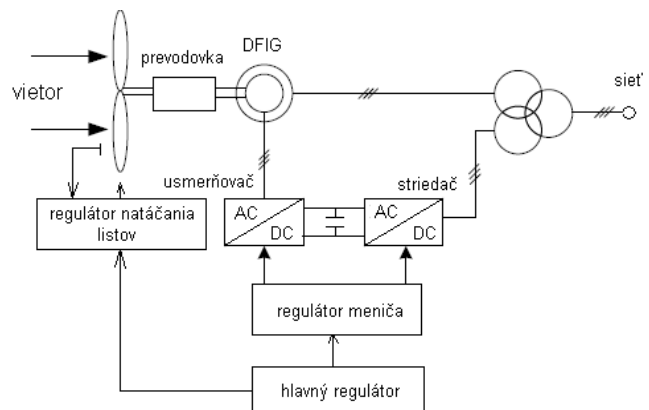 DFIG
prevodovka
sieť
vietor
usmerňovač
striedač
AC
DC
AC
DC
regulátor natáčania
listov
regulátor meniča
hlavný regulátor